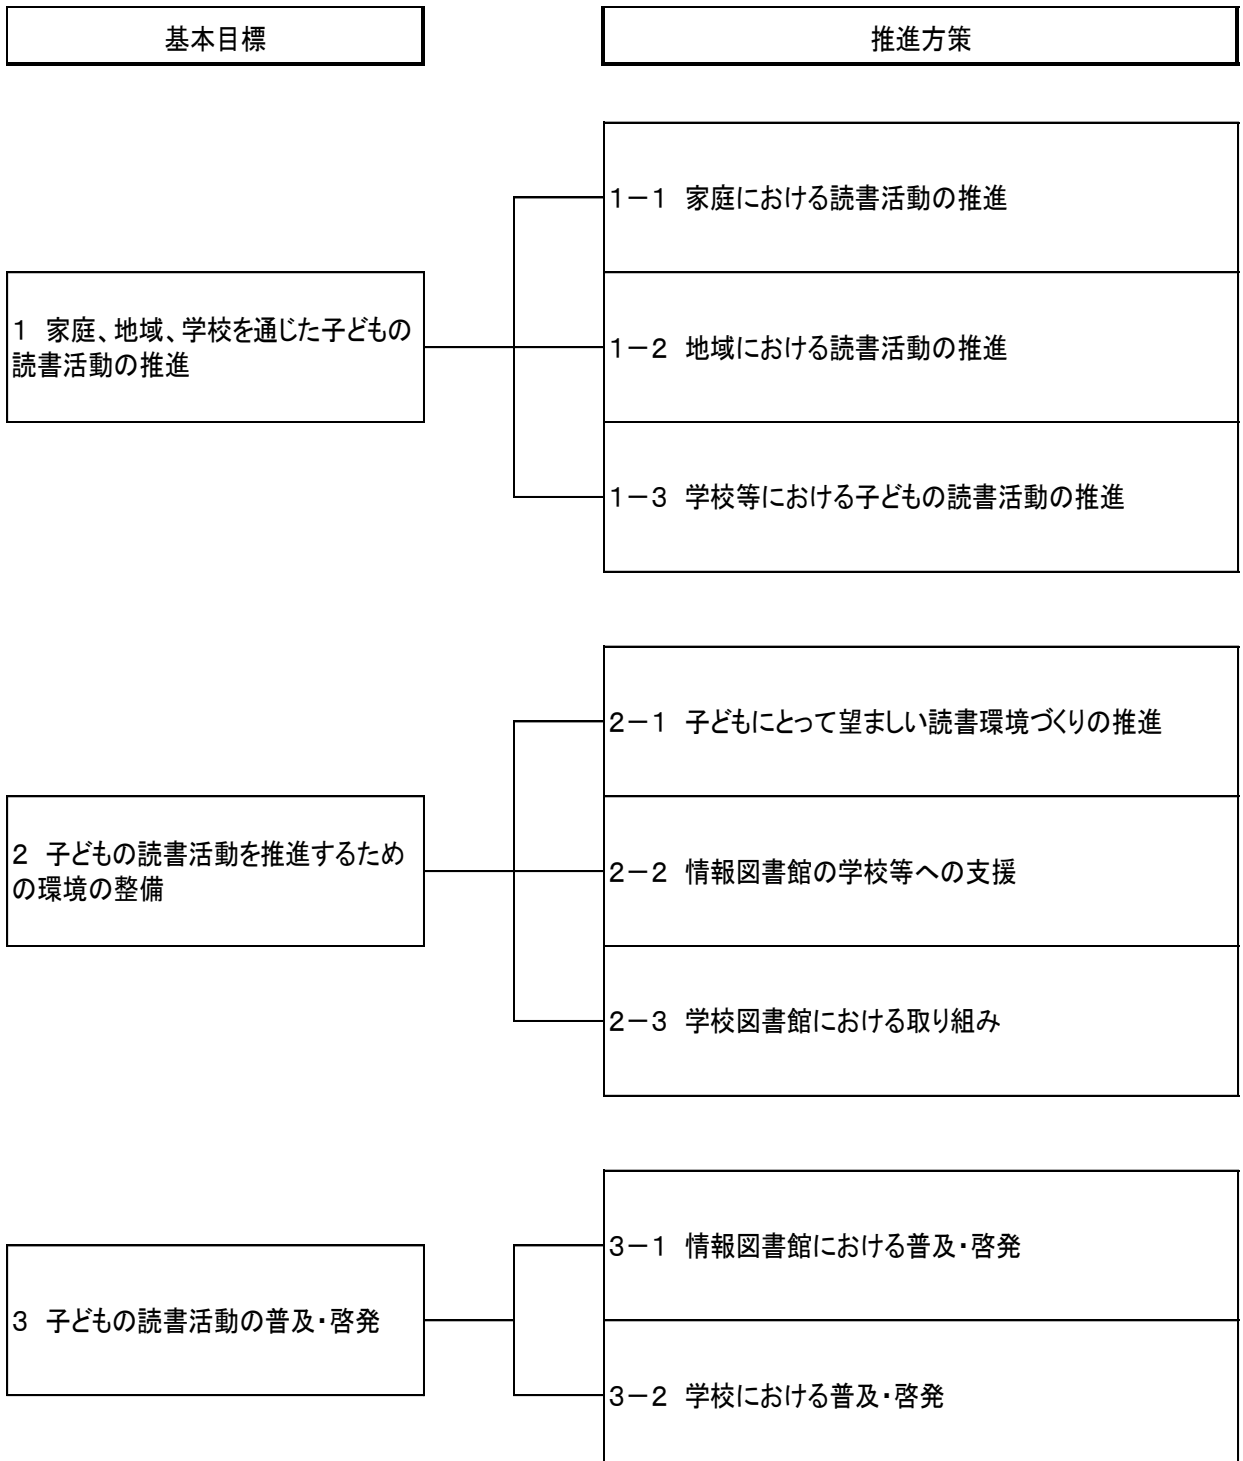 基本目標
推進方策
1 家庭、地域、学校を通じた子どもの
読書活動の推進
1-1 家庭における読書活動の推進
1-2 地域における読書活動の推進
1-3 学校等における子どもの読書活動の推進
2 子どもの読書活動を推進するため
の環境の整備
2-1 子どもにとって望ましい読書環境づくりの推進
2-2 情報図書館の学校等への支援
2-3 学校図書館における取り組み
3 子どもの読書活動の普及・啓発
3-1 情報図書館における普及・啓発
3-2 学校における普及・啓発